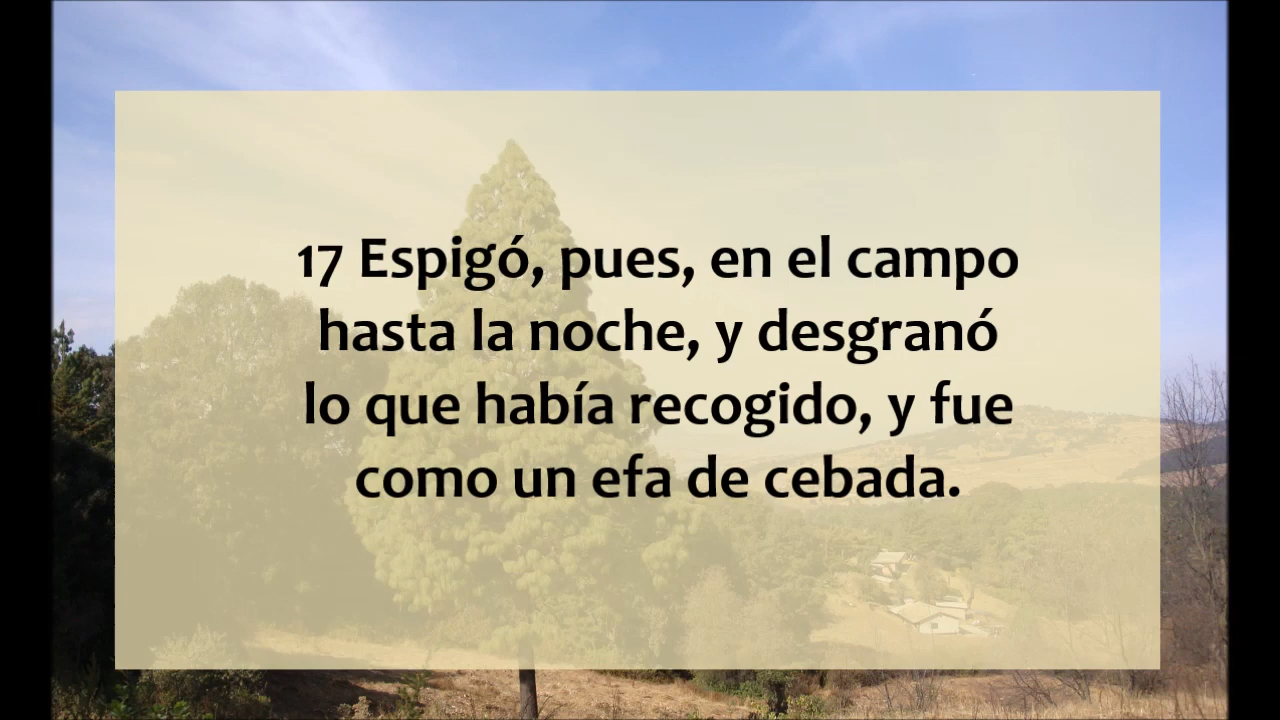 17 Espigó, pues, en el campo
hasta la noche, y desgranó
lo que había recogido, y fue
como un efa de cebada.